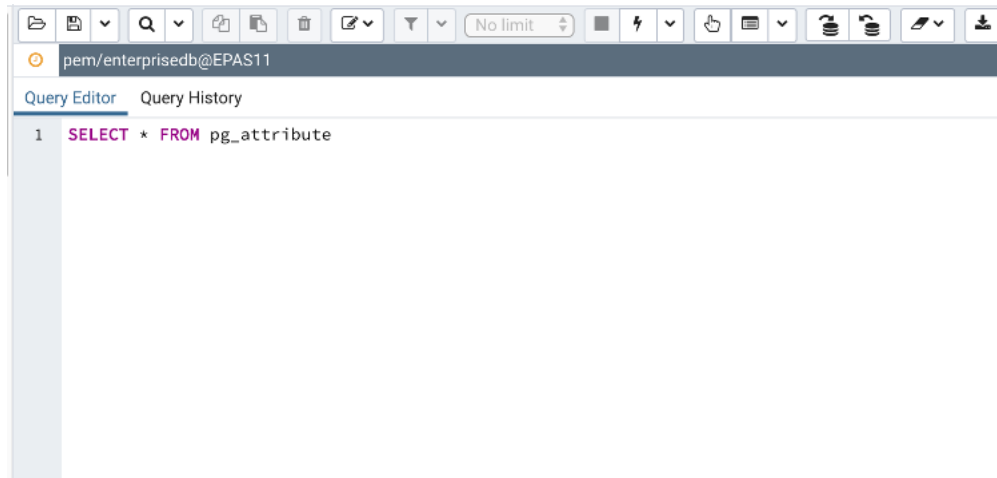 No limit
pem/enterprisedb@EPAS11
Query Editor Query History
1 SELECT * FROM pg_attribute